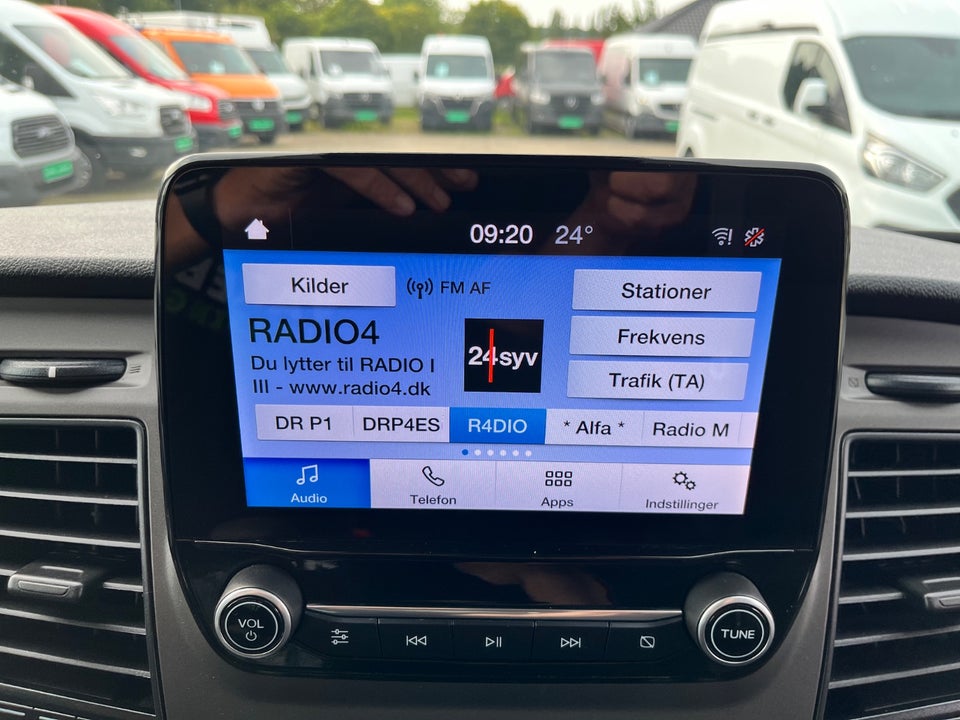 09:20 24°
Kilder
FM AF
Stationer
RADIO4
24syv
Frekvens
Du lytter til RADIO I
III - www.radio4.dk
Trafik (TA)
DR P1
DRP4ES
R4DIO
* Alfa *
Radio M
Audio
Telefon
Apps
Indstillinger
VOL
TUNE